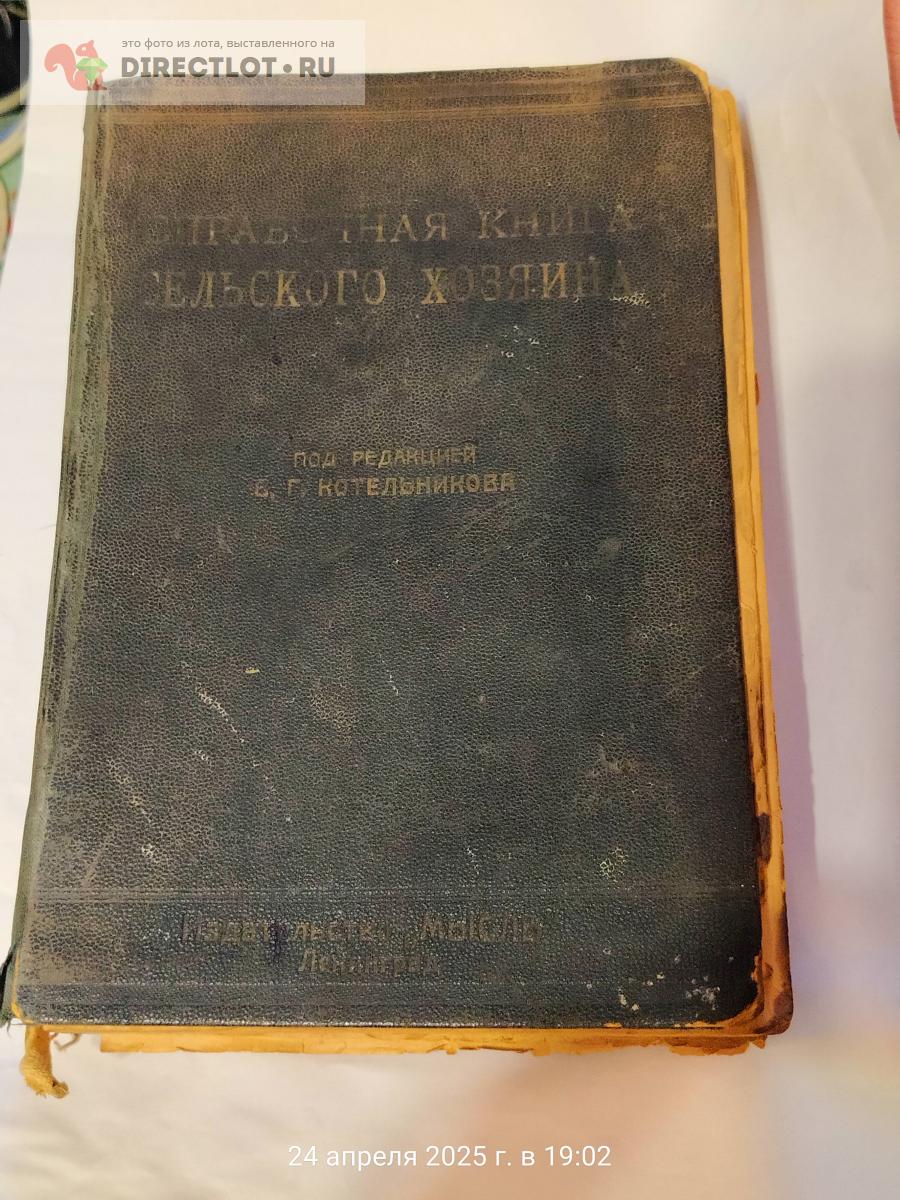 это фото из лота, выставленного на
DIRECTLOT.RU
СПРАВОЧНАЯ КНИГА
СЕЛЬСКОГО ХОЗЯИНА
ПОД РЕДАКЦИЕЙ
В. Г. КОТЕЛЬНИКОВА
Издательство Мысль
Ленинград
24 апреля 2025 г. в 19:02